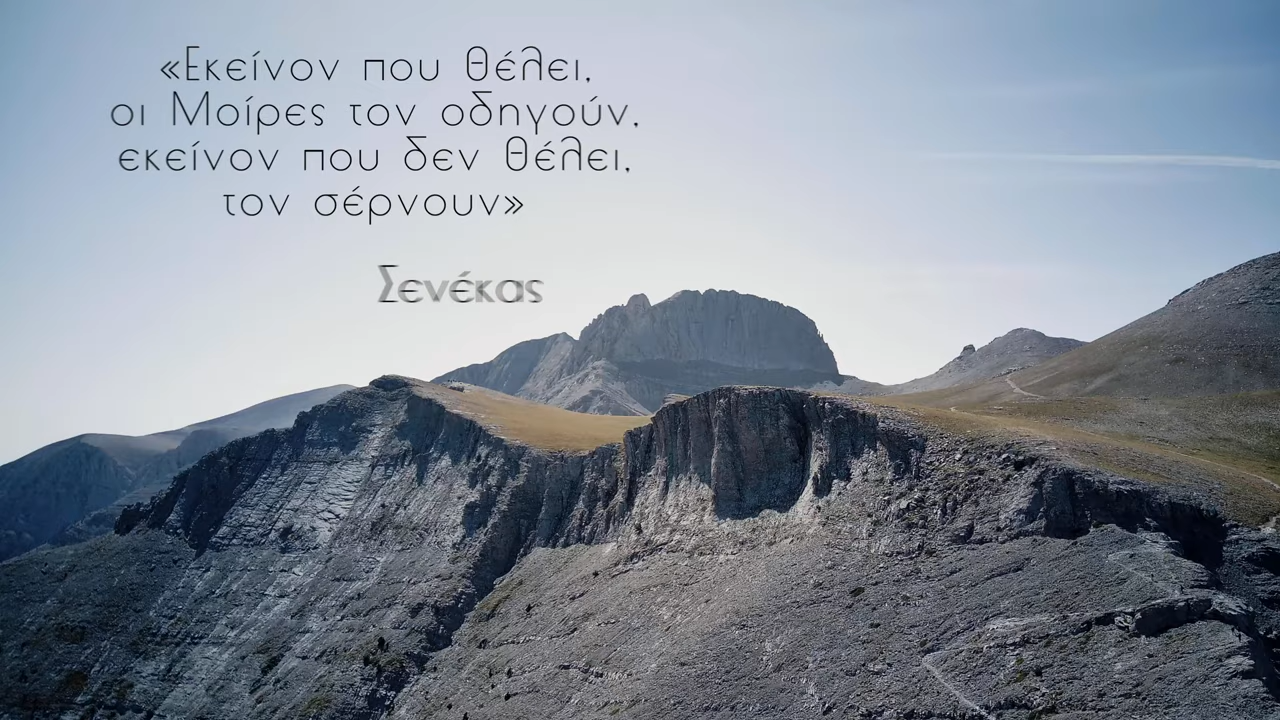 «Εκείνον που θέλει,
οι Μοίρες τον οδηγούν,
εκείνον που δεν θέλει,
τον σέρνουν»
Σενέκας